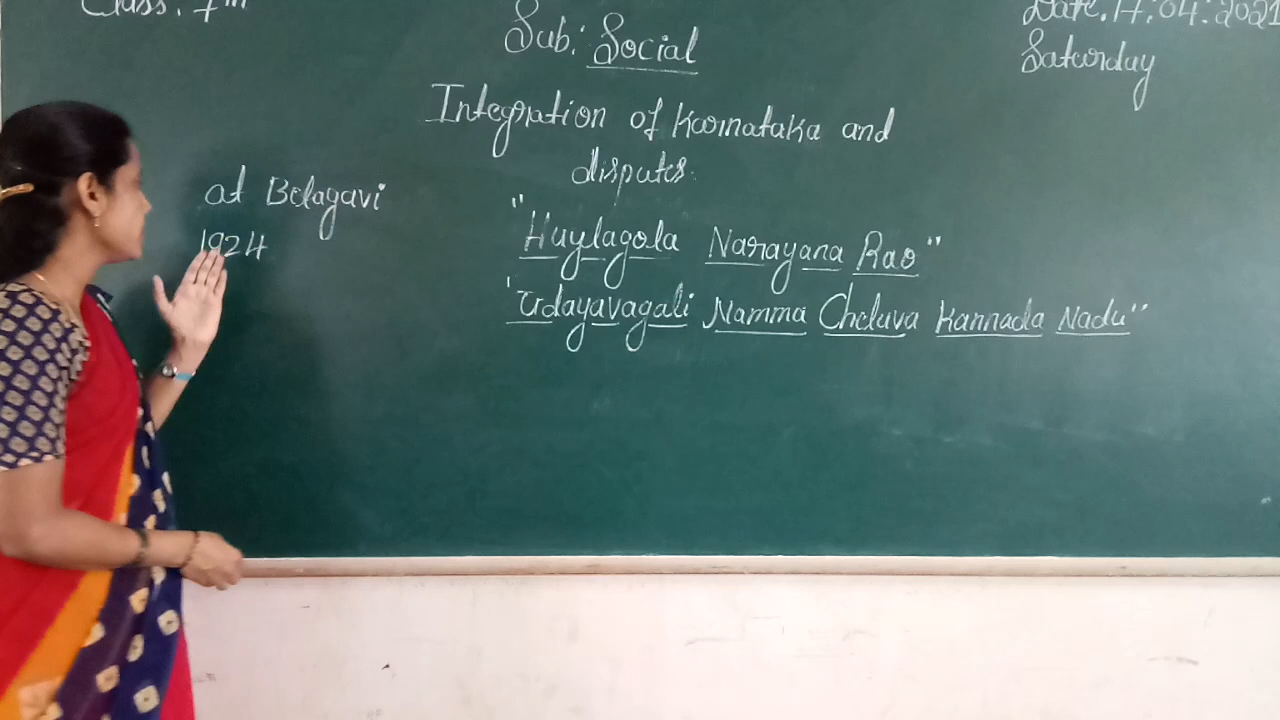 Class: 7th
Sub: Social
Date. 17.04.2021
Saturday
Integration of Karnataka and
disputes.
at Belagavi
1924
"Huylagola Narayana Rao"
"Udayavagali Namma Cheluva Kannada Nadu"